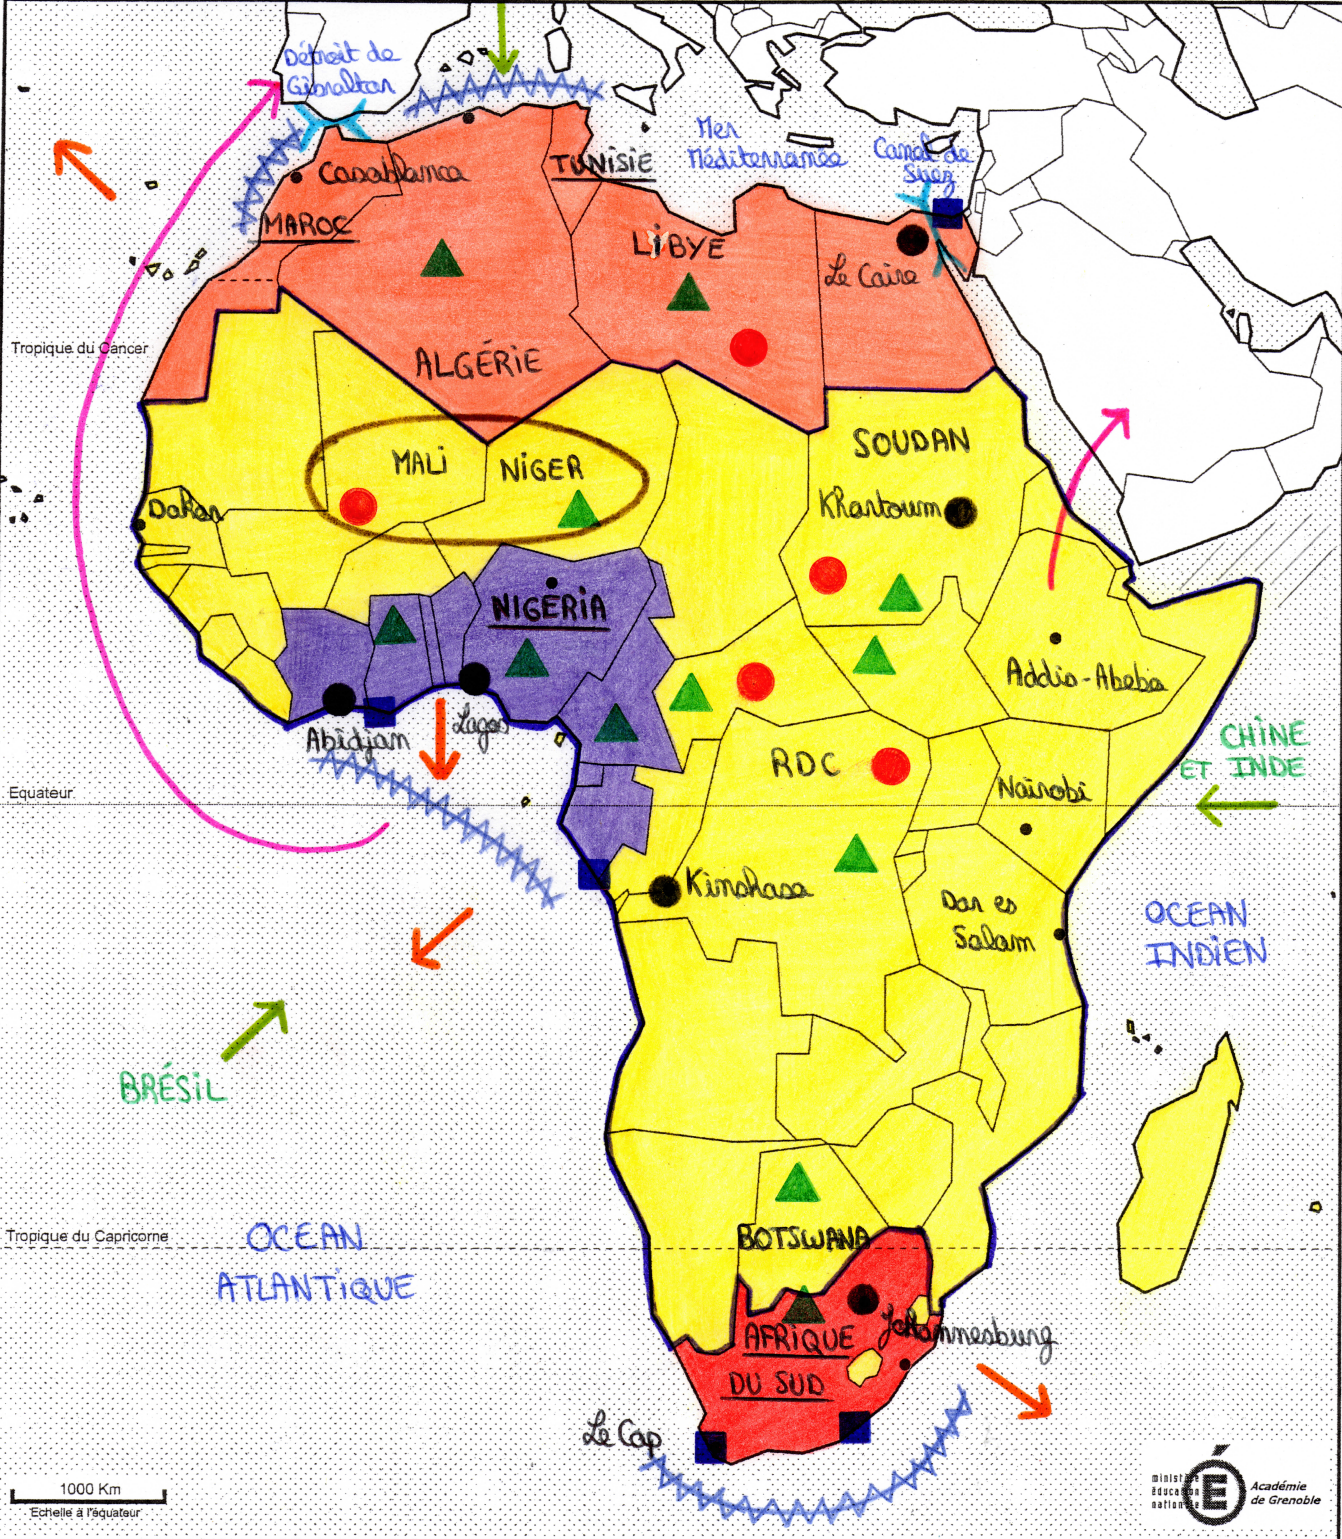 Détroit de
Gibraltar
Mer
Méditerranée
Canal de
Suez
TUNISIE
Casablanca
MAROC
LIBYE
Le Caire
Tropique du Cancer
ALGÉRIE
SOUDAN
MALI
NIGER
Khartoum
Dakar
NIGERIA
Addis-Abeba
Lagos
Abidjan
CHINE
ET INDE
RDC
Nairobi
Equateur
Kinshasa
Dar es
Salam
OCEAN
INDIEN
BRÉSIL
Tropique du Capricorne
OCEAN
ATLANTIQUE
BOTSWANA
Johannesburg
AFRIQUE
DU SUD
Le Cap
1000 Km
Echelle à l'équateur
ministère
éducation
nationale
É
Académie
de Grenoble